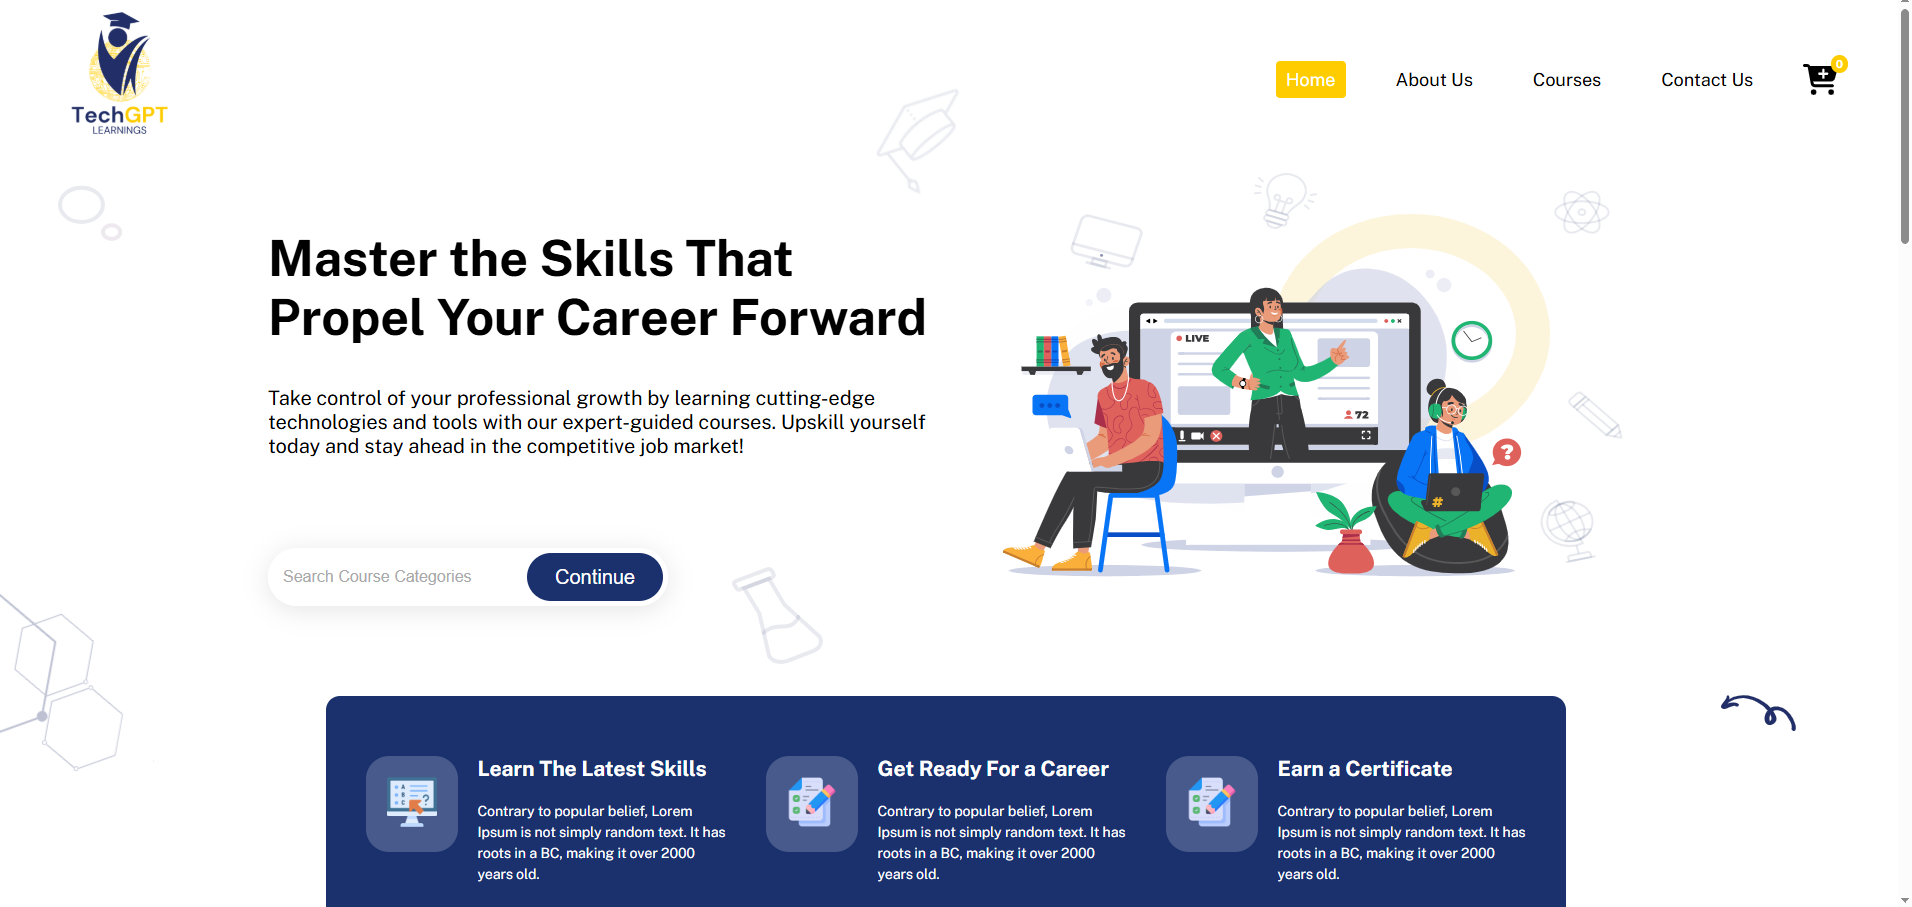 TechGPT
LEARNINGS
Home
About Us
Courses
Contact Us
0
Master the Skills That
Propel Your Career Forward
Take control of your professional growth by learning cutting-edge
technologies and tools with our expert-guided courses. Upskill yourself
today and stay ahead in the competitive job market!
Search Course Categories
Continue
LIVE
72
?
#
Learn The Latest Skills
Contrary to popular belief, Lorem
Ipsum is not simply random text. It has
roots in a BC, making it over 2000
years old.
A
B
C
?
Get Ready For a Career
Contrary to popular belief, Lorem
Ipsum is not simply random text. It has
roots in a BC, making it over 2000
years old.
Earn a Certificate
Contrary to popular belief, Lorem
Ipsum is not simply random text. It has
roots in a BC, making it over 2000
years old.